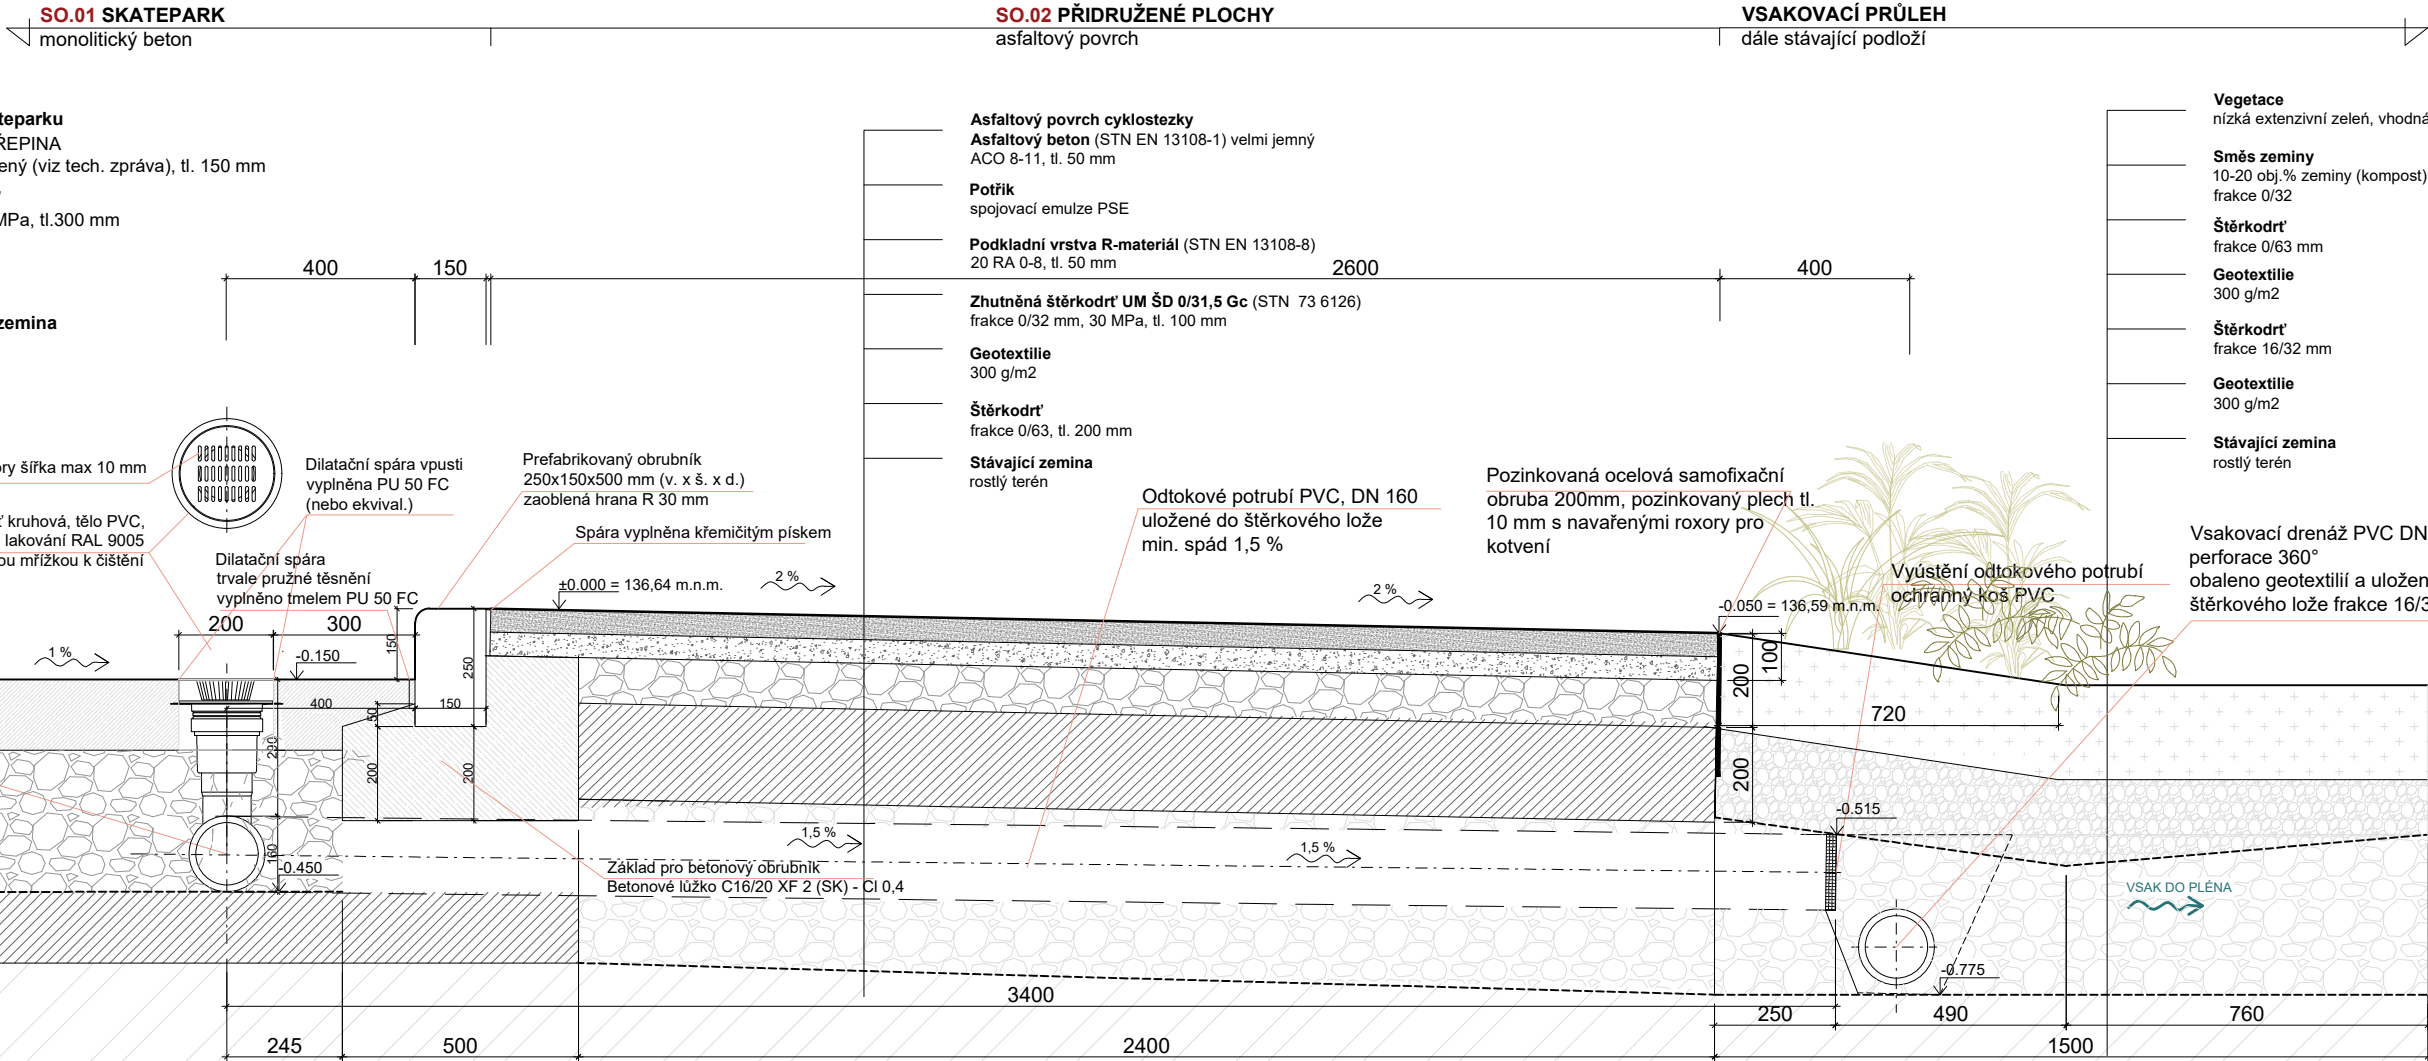 SO.01 SKATEPARK
monolitický beton
SO.02 PŘIDRUŽENÉ PLOCHY
asfaltový povrch
VSAKOVACÍ PRŮLEH
dále stávající podloží
teparku
ŘEPINA
ený (viz tech. zpráva), tl. 150 mm
MPa, tl.300 mm
zemina
400
150
2600
400
Asfaltový povrch cyklostezky
Asfaltový beton (STN EN 13108-1) velmi jemný
ACO 8-11, tl. 50 mm
Potřik
spojovací emulze PSE
Podkladní vrstva R-materiál (STN EN 13108-8)
20 RA 0-8, tl. 50 mm
Zhutněná štěrkodrť UM ŠD 0/31,5 Gc (STN 73 6126)
frakce 0/32 mm, 30 MPa, tl. 100 mm
Geotextilie
300 g/m2
Štěrkodrť
frakce 0/63, tl. 200 mm
Stávající zemina
rostlý terén
Vegetace
nízká extenzivní zeleň, vhodná
Směs zeminy
10-20 obj.% zeminy (kompost)
frakce 0/32
Štěrkodrť
frakce 0/63 mm
Geotextilie
300 g/m2
Štěrkodrť
frakce 16/32 mm
Geotextilie
300 g/m2
Stávající zemina
rostlý terén
ory šířka max 10 mm
ť kruhová, tělo PVC,
lakování RAL 9005
ou mřížkou k čištění
Dilatační spára vpusti
vyplněna PU 50 FC
(nebo ekvival.)
Dilatační spára
trvale pružné těsnění
vyplněno tmelem PU 50 FC
Prefabrikovaný obrubník
250x150x500 mm (v. x š. x d.)
zaoblená hrana R 30 mm
Spára vyplněna křemičitým pískem
Odtokové potrubí PVC, DN 160
uložené do štěrkového lože
min. spád 1,5 %
Pozinkovaná ocelová samofixační
obruba 200mm, pozinkovaný plech tl.
10 mm s navařenými roxory pro
kotvení
Vyústění odtokového potrubí
ochranný koš PVC
Vsakovací drenáž PVC DN
perforace 360°
obaleno geotextilií a uložen
štěrkového lože frakce 16/3
±0.000 = 136,64 m.n.m.
2 %
2 %
-0.050 = 136,59 m.n.m.
200
300
150
1 %
-0.150
250
400
150
50
290
200
200
160
-0.450
200
100
720
200
-0.515
1,5 %
1,5 %
Základ pro betonový obrubník
Betonové lůžko C16/20 XF 2 (SK) - Cl 0,4
VSAK DO PLÉNA
-0.775
3400
250
490
760
245
500
2400
1500